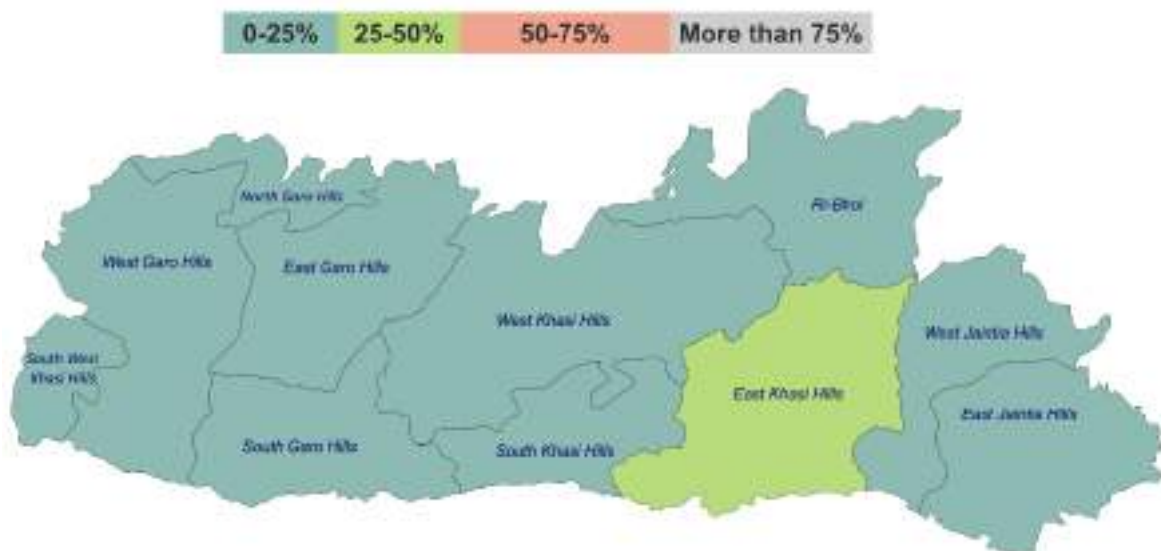 0-25% 25-50% 50-75% More than 75%
North Garo Hills
Ri-Bhoi
West Garo Hills
East Garo Hills
West Khasi Hills
West Jaintia Hills
South West
Khasi Hills
East Khasi Hills
East Jaintia Hills
South Garo Hills
South Khasi Hills